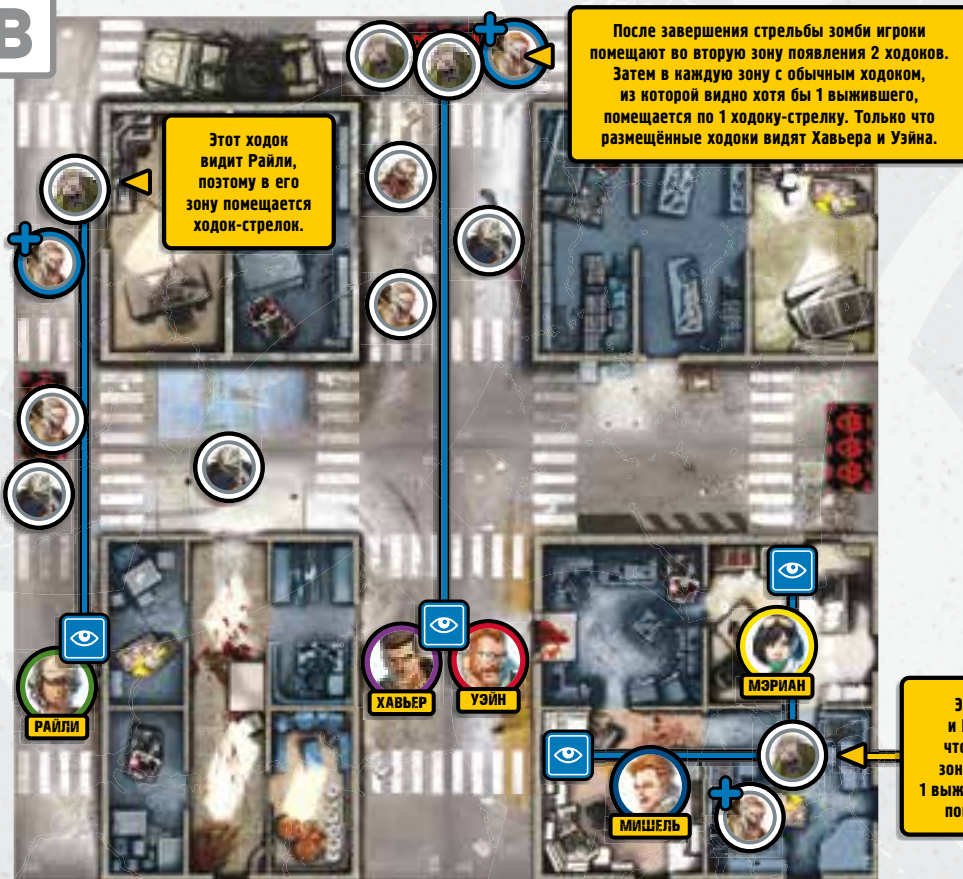 В
После завершения стрельбы зомби игроки
помещают во вторую зону появления 2 ходоков.
Затем в каждую зону с обычным ходоком,
из которой видно хотя бы 1 выжившего,
помещается по 1 ходоку-стрелку. Только что
размещённые ходоки видят Хавьера и Уэйна.
Этот ходок
видит Райли,
поэтому в его
зону помещается
ходок-стрелок.
РАЙЛИ
ХАВЬЕР
УЭЙН
МЭРИАН
МИШЕЛЬ
1